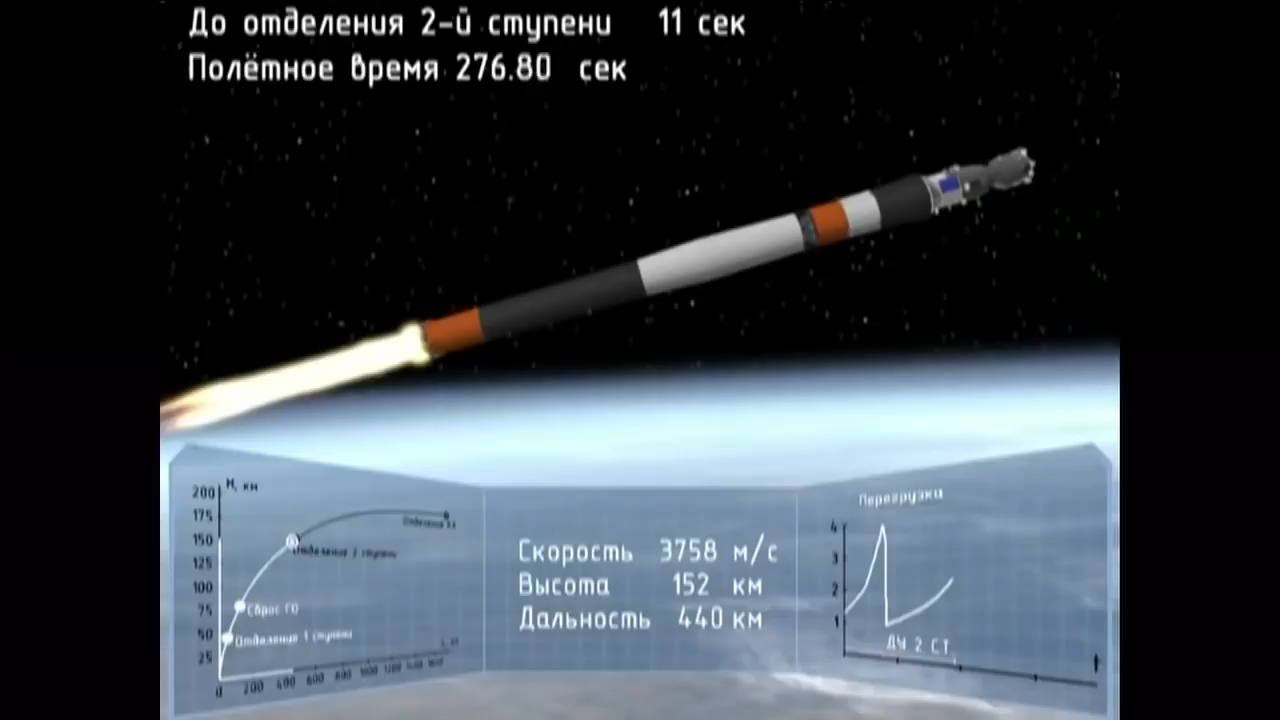 До отделения 2-й ступени 11 сек
Полётное время 276.80 сек
Н, км
200
175
150
125
100
75
50
25
0 200 400 600 800 1000 1200 1400 1600
Отделение
Отделение 2 ступени
Сброс ГО
Отделение 1 ступени
Скорость 3758 м/с
Высота 152 км
Дальность 440 км
Перегрузка
4
3
2
1
ДУ 2 СТ.